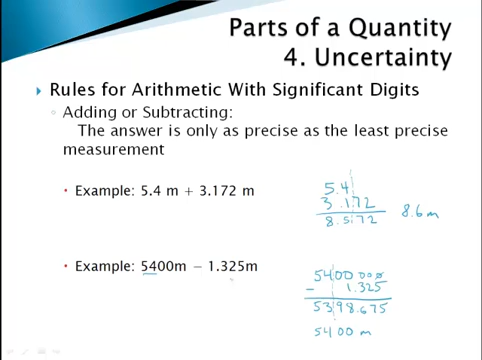 Parts of a Quantity
4. Uncertainty
Rules for Arithmetic With Significant Digits
Adding or Subtracting:
The answer is only as precise as the least precise
measurement
Example: 5.4 m + 3.172 m
5.4
3.172
8.572
8.6 m
Example: 5400m − 1.325m
5400 000
− 1.325
5398.675
5400 m